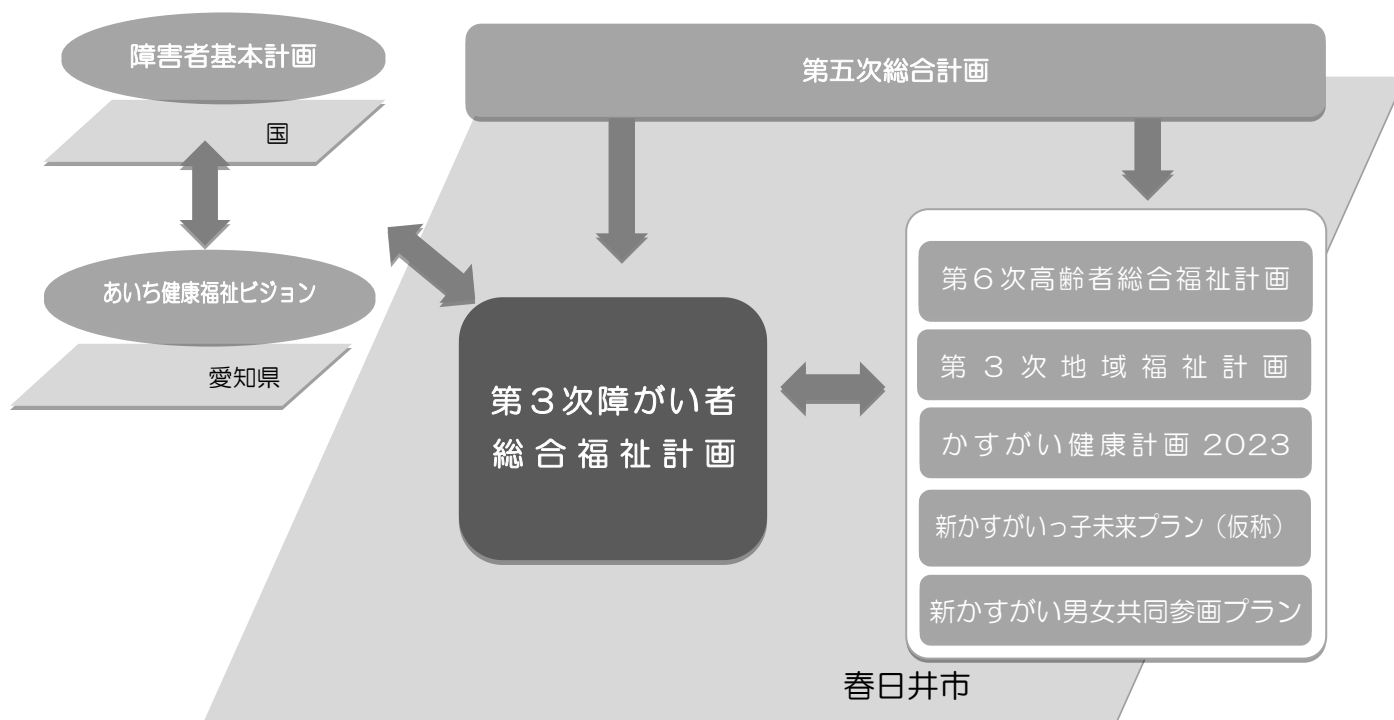 障害者基本計画
国
あいち健康福祉ビジョン
愛知県
第五次総合計画
第３次障がい者
総合福祉計画
第６次高齢者総合福祉計画
第３次地域福祉計画
かすがい健康計画 2023
新かすがいっ子未来プラン（仮称）
新かすがい男女共同参画プラン
春日井市